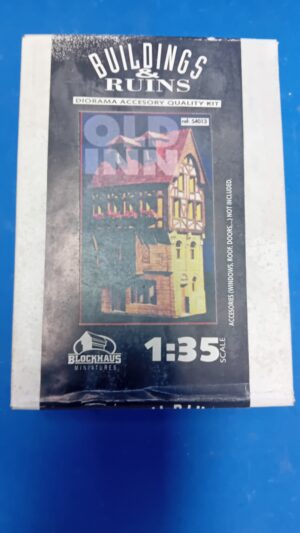 BUILDINGS
&
RUINS
DIORAMA ACCESORY QUALITY KIT
ref: S4013
OLD
INN
ACCESORIES (WINDOWS, ROOF, DOORS...) NOT INCLUDED.
BLOCKHAUS
MINIATURES
1:35
SCALE